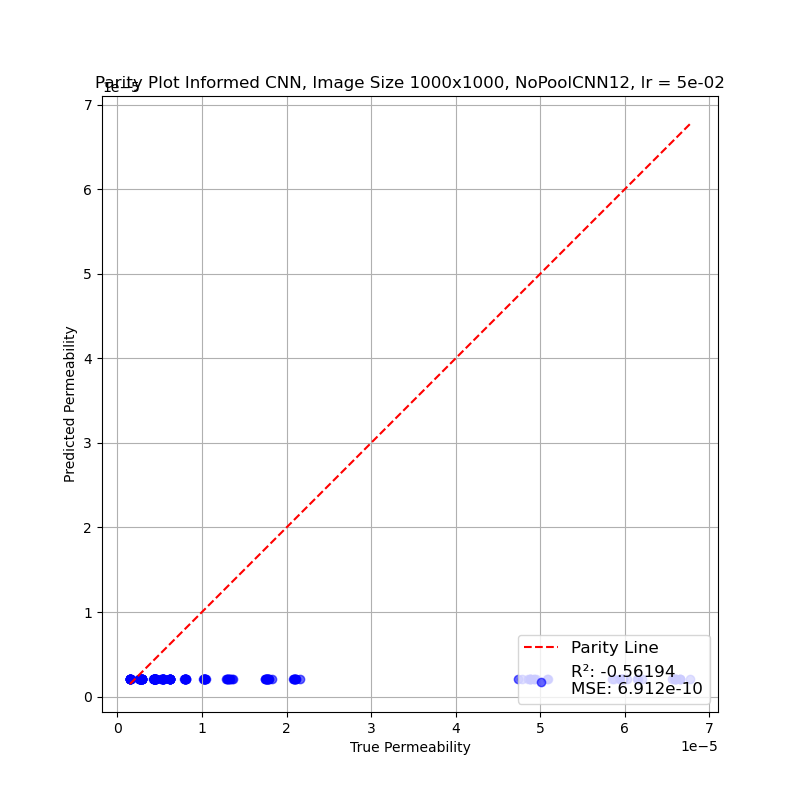 Parity Plot Informed CNN, Image Size 1000x1000, NoPoolCNN12, lr = 5e-02
1e−5
7
6
5
4
3
2
1
0
Predicted Permeability
Parity Line
R²: -0.56194
MSE: 6.912e-10
0 1 2 3 4 5 6 7
1e−5
True Permeability